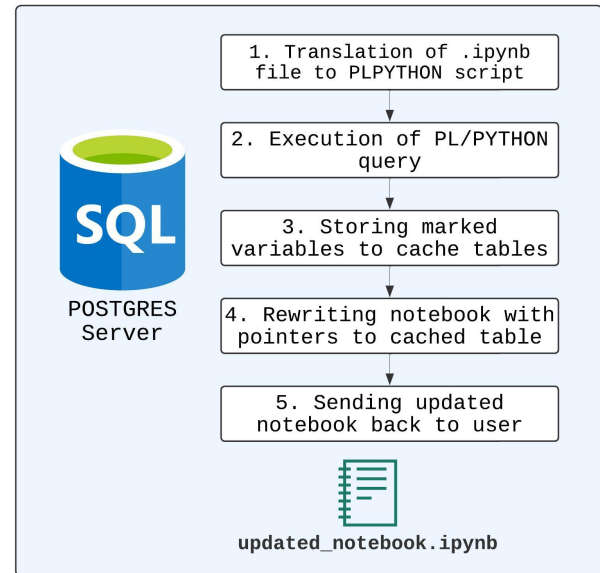 1. Translation of .ipynb
file to PLPYTHON script
2. Execution of PL/PYTHON
query
3. Storing marked
variables to cache tables
4. Rewriting notebook with
pointers to cached table
5. Sending updated
notebook back to user
SQL
POSTGRES
Server
updated_notebook.ipynb